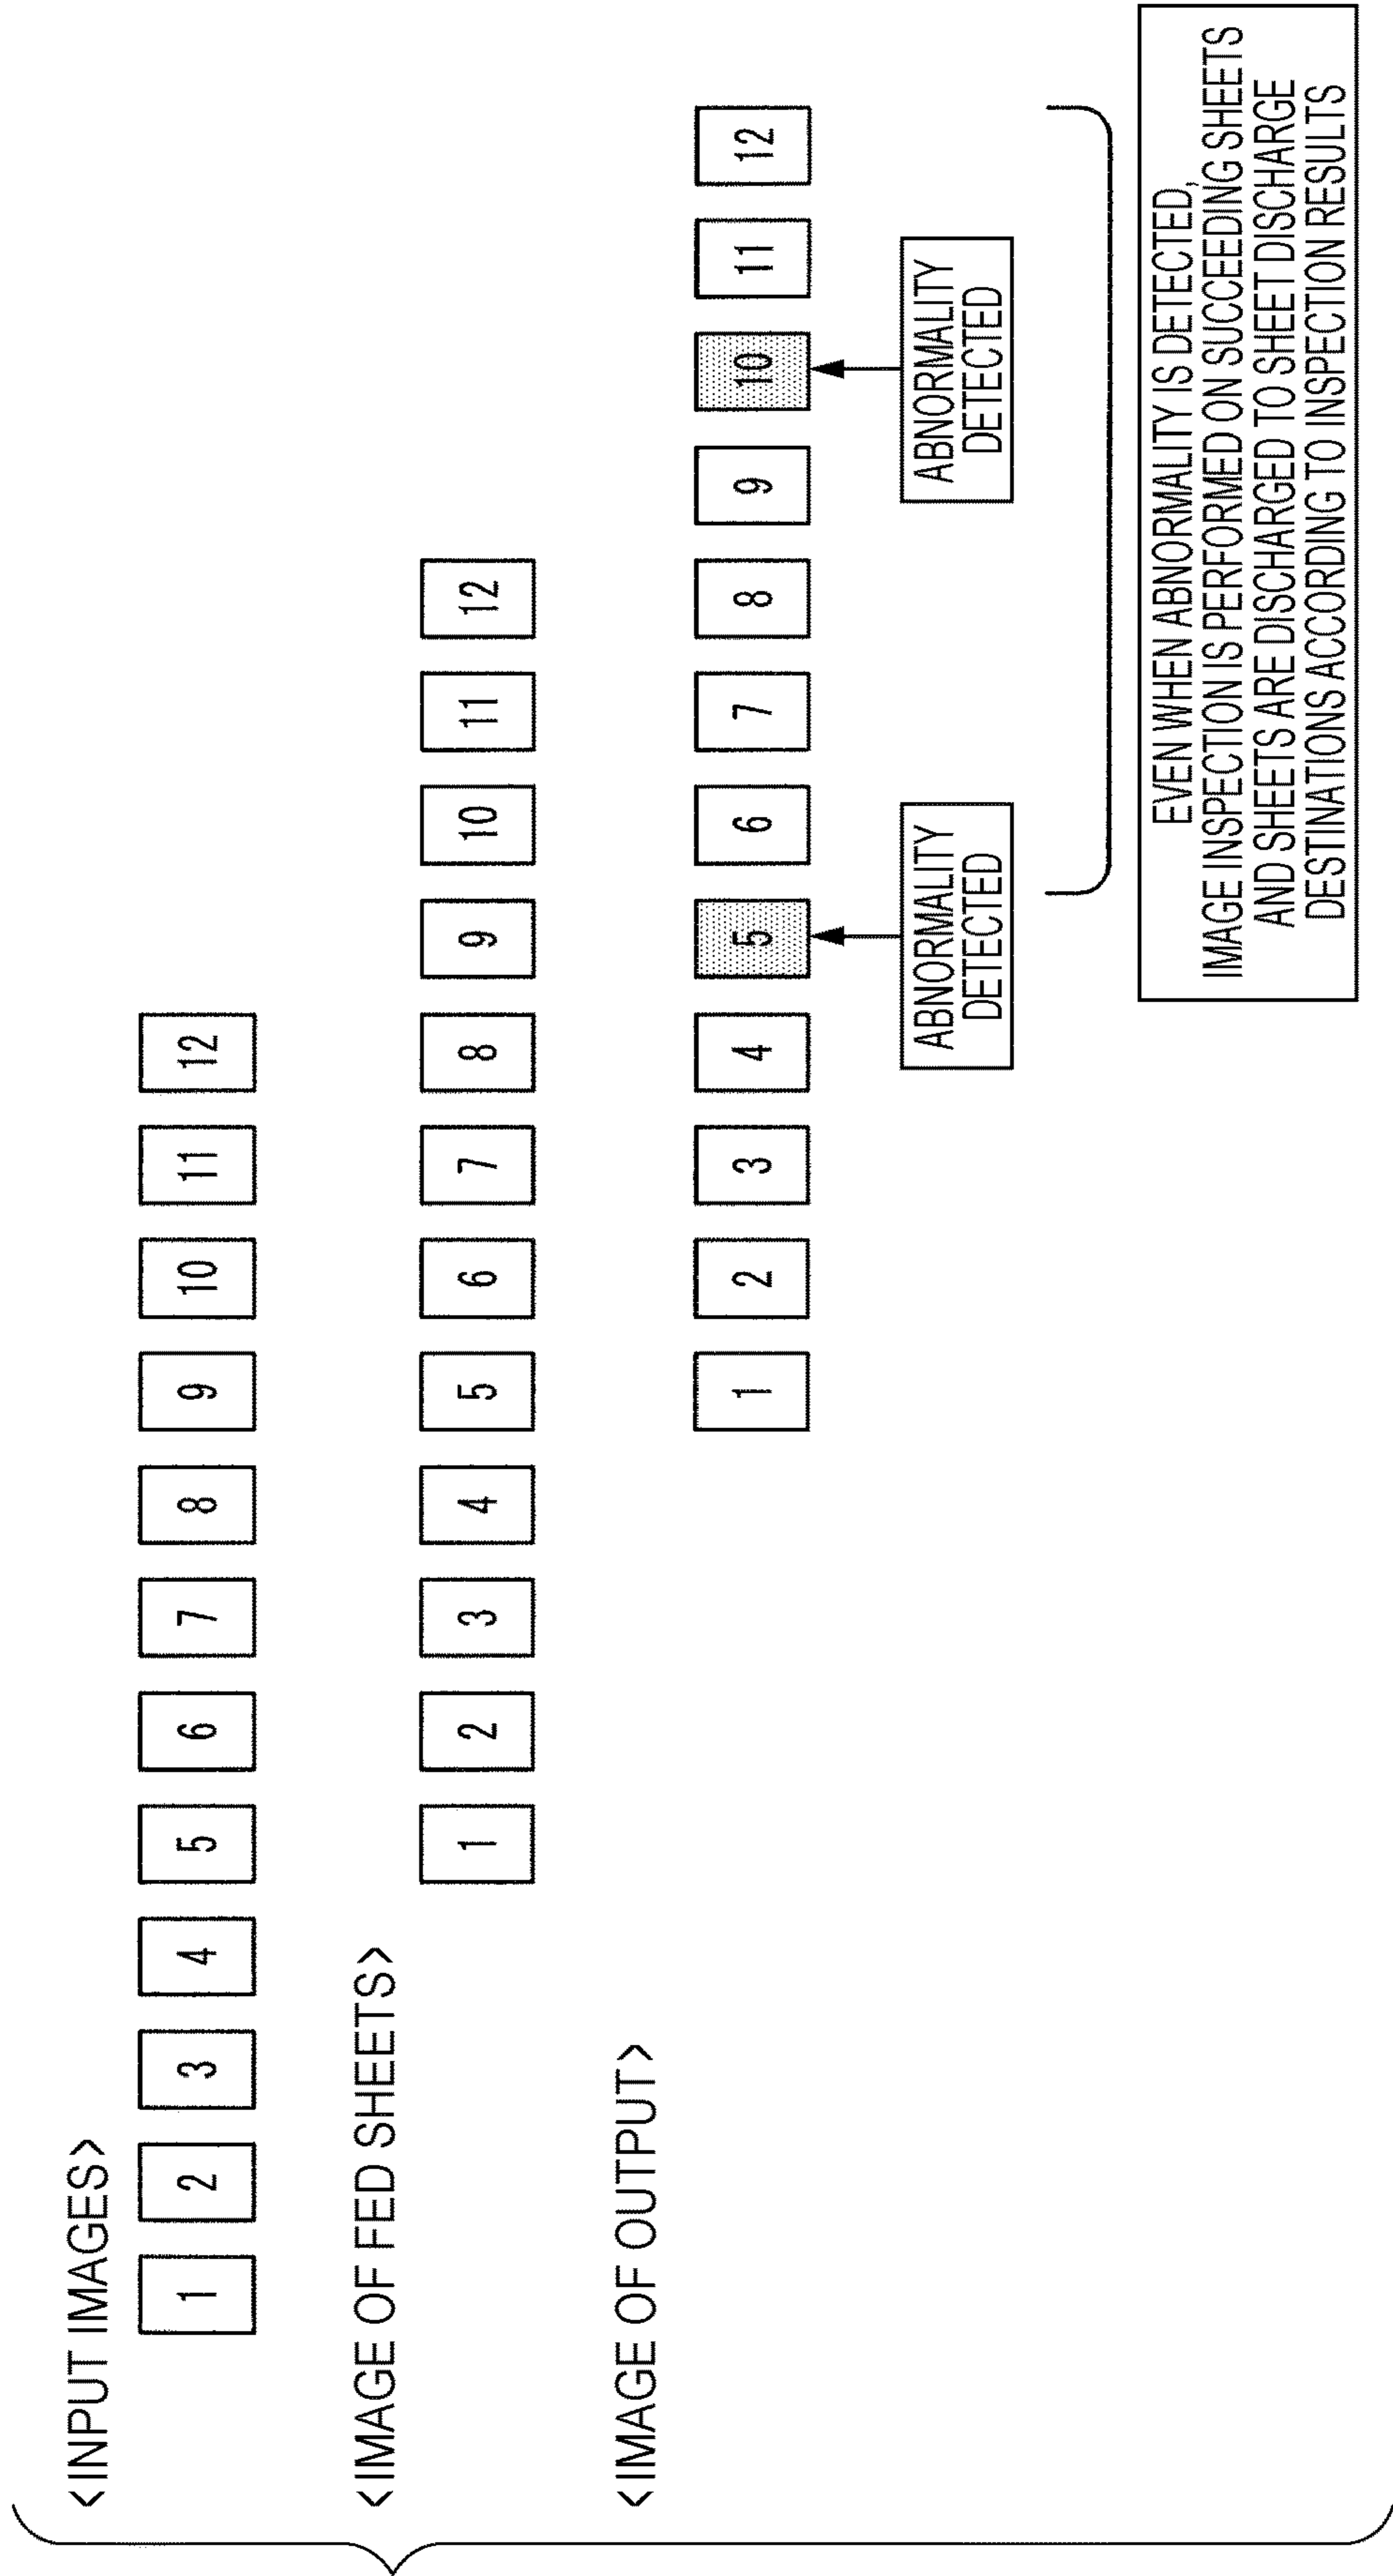 <INPUT IMAGES>
1 2 3 4 5 6 7 8 9 10 11 12
<IMAGE OF FED SHEETS>
1 2 3 4 5 6 7 8 9 10 11 12
<IMAGE OF OUTPUT>
1 2 3 4 5 6 7 8 9 10 11 12
ABNORMALITY
DETECTED
ABNORMALITY
DETECTED
EVEN WHEN ABNORMALITY IS DETECTED,
IMAGE INSPECTION IS PERFORMED ON SUCCEEDING SHEETS
AND SHEETS ARE DISCHARGED TO SHEET DISCHARGE
DESTINATIONS ACCORDING TO INSPECTION RESULTS